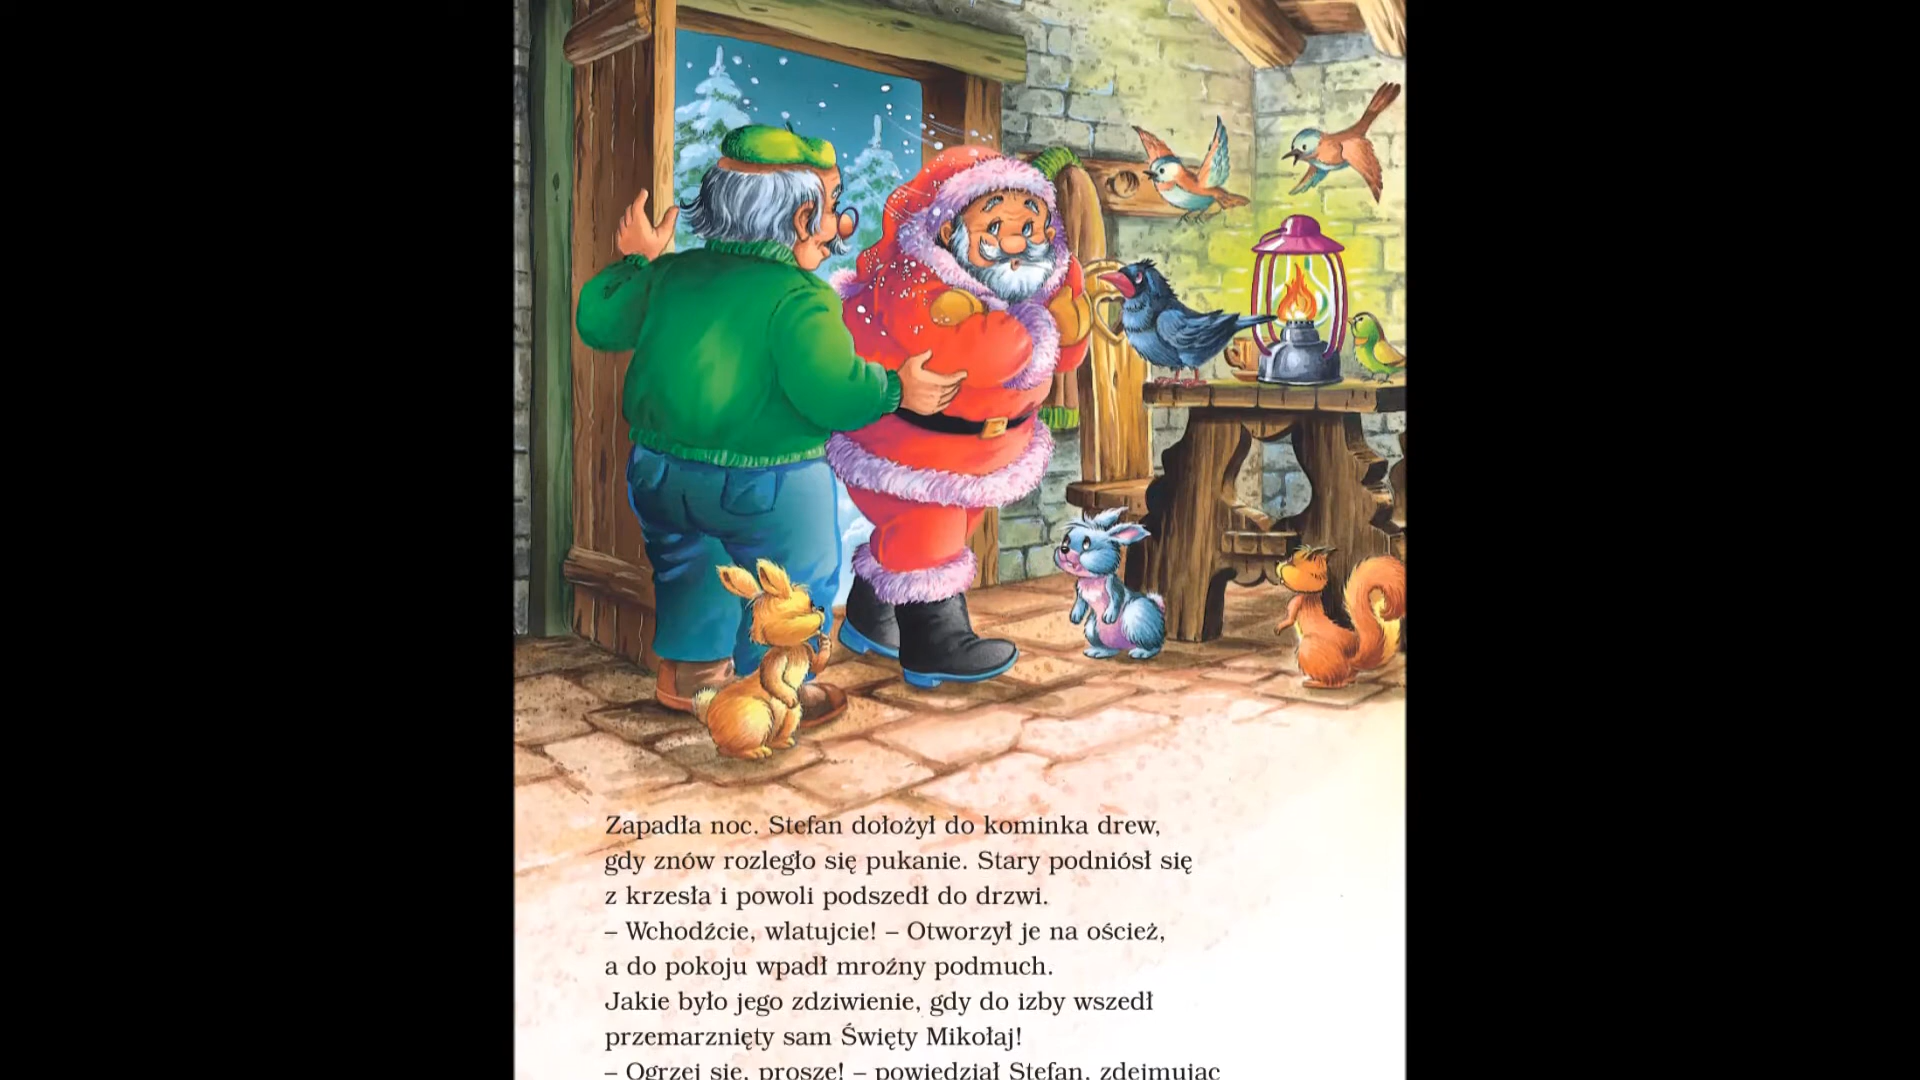 Zapadła noc. Stefan dołożył do kominka drew,
gdy znów rozległo się pukanie. Stary podniósł się
z krzesła i powoli podszedł do drzwi.
– Wchodźcie, wlatujcie! – Otworzył je na oścież,
a do pokoju wpadł mroźny podmuch.
Jakie było jego zdziwienie, gdy do izby wszedł
przemarznięty sam Święty Mikołaj!
– Ogrzej się, proszę! – powiedział Stefan, zdejmując